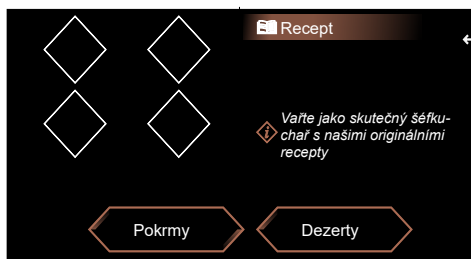 Recept
Vařte jako skutečný šéfku-
chař s našimi originálními
recepty
Pokrmy
Dezerty